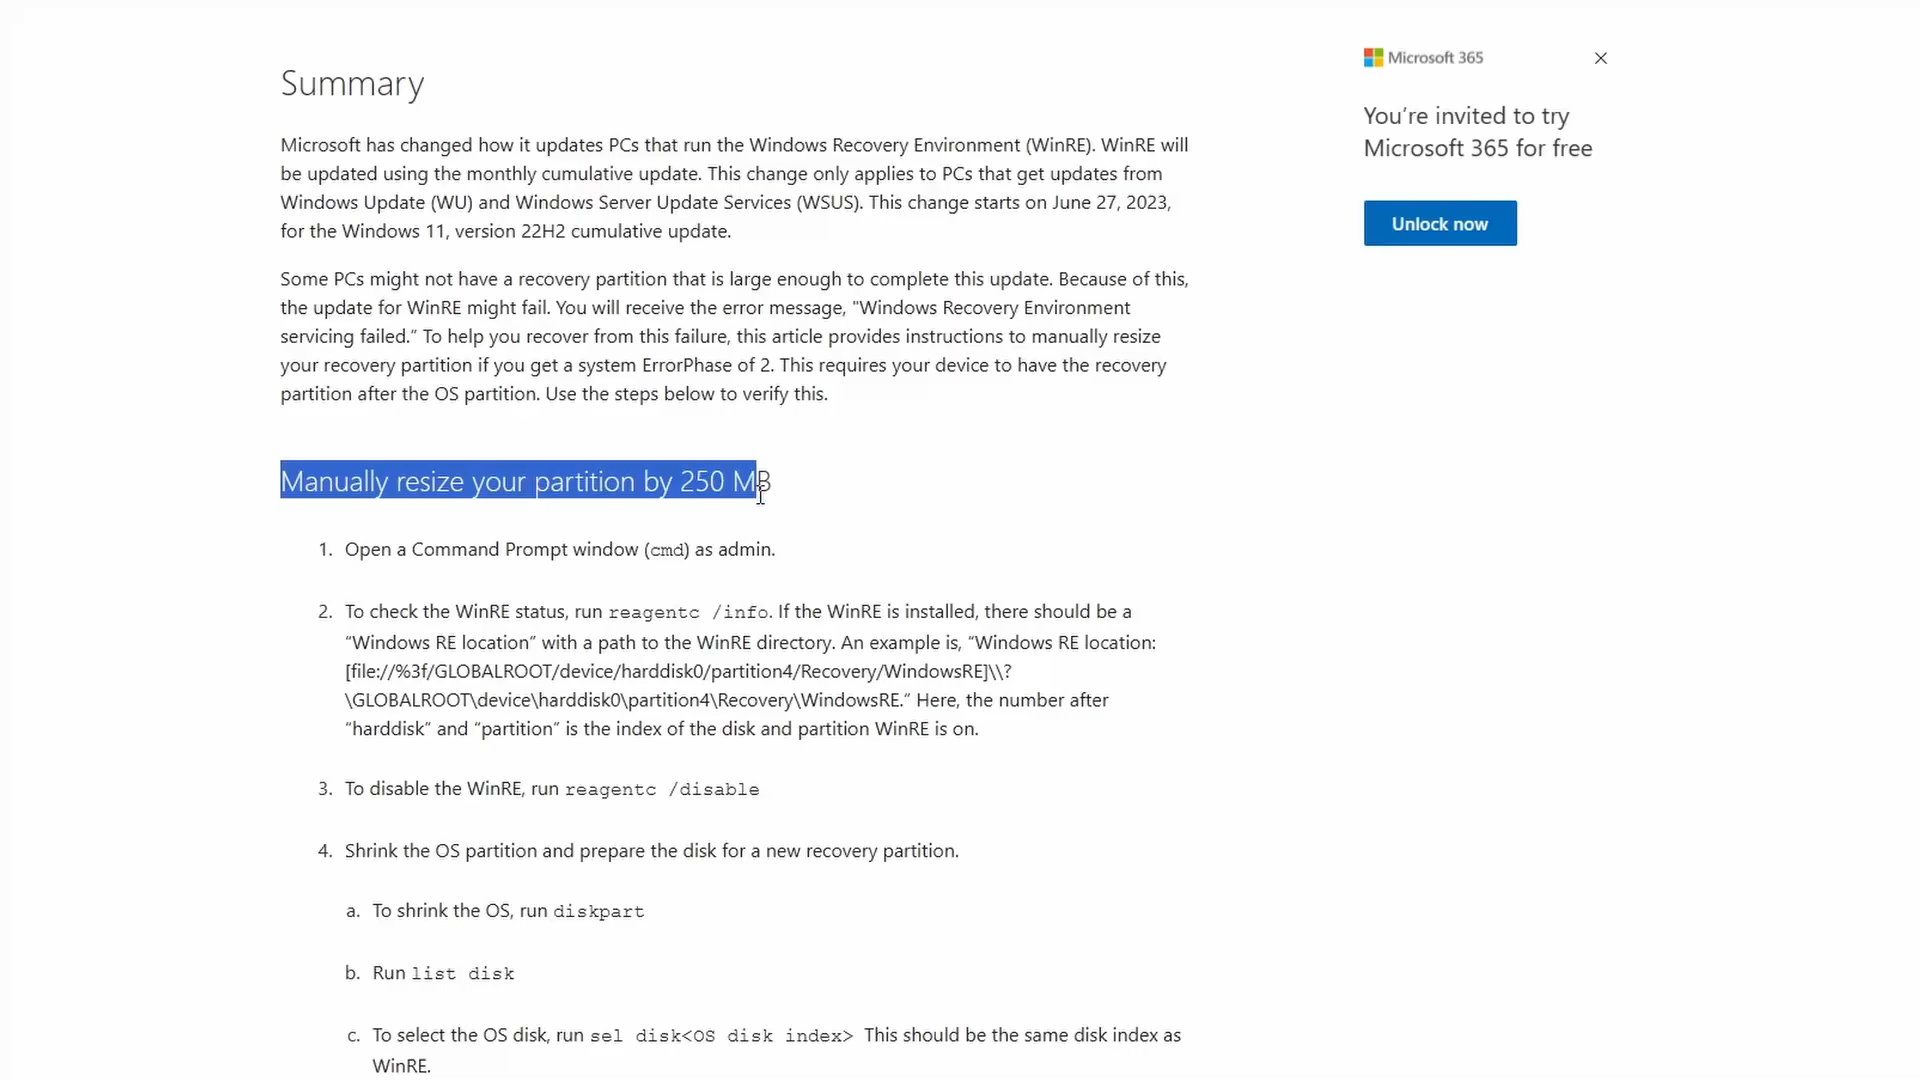 Summary
Microsoft has changed how it updates PCs that run the Windows Recovery Environment (WinRE). WinRE will
be updated using the monthly cumulative update. This change only applies to PCs that get updates from
Windows Update (WU) and Windows Server Update Services (WSUS). This change starts on June 27, 2023,
for the Windows 11, version 22H2 cumulative update.
Some PCs might not have a recovery partition that is large enough to complete this update. Because of this,
the update for WinRE might fail. You will receive the error message, "Windows Recovery Environment
servicing failed.” To help you recover from this failure, this article provides instructions to manually resize
your recovery partition if you get a system ErrorPhase of 2. This requires your device to have the recovery
partition after the OS partition. Use the steps below to verify this.
Manually resize your partition by 250 MB
1. Open a Command Prompt window (cmd) as admin.
2. To check the WinRE status, run reagentc /info. If the WinRE is installed, there should be a
“Windows RE location” with a path to the WinRE directory. An example is, “Windows RE location:
[file://%3f/GLOBALROOT/device/harddisk0/partition4/Recovery/WindowsRE]\\?
\GLOBALROOT\device\harddisk0\partition4\Recovery\WindowsRE.” Here, the number after
“harddisk” and “partition” is the index of the disk and partition WinRE is on.
3. To disable the WinRE, run reagentc /disable
4. Shrink the OS partition and prepare the disk for a new recovery partition.
a. To shrink the OS, run diskpart
b. Run list disk
c. To select the OS disk, run sel disk<OS disk index> This should be the same disk index as
WinRE.
Microsoft 365
You’re invited to try
Microsoft 365 for free
Unlock now